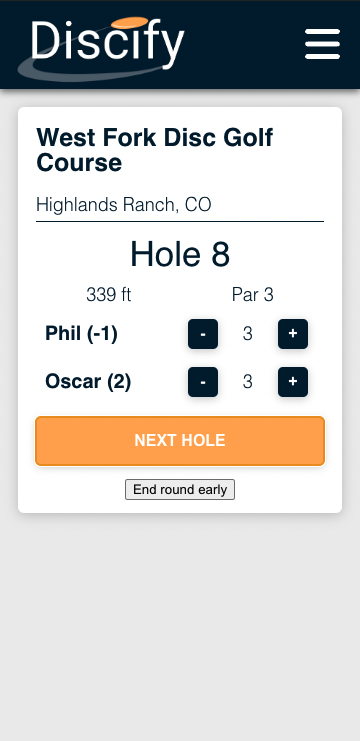 Discify
West Fork Disc Golf
Course
Highlands Ranch, CO
Hole 8
339 ft Par 3
Phil (-1) - 3 +
Oscar (2) - 3 +
NEXT HOLE
End round early